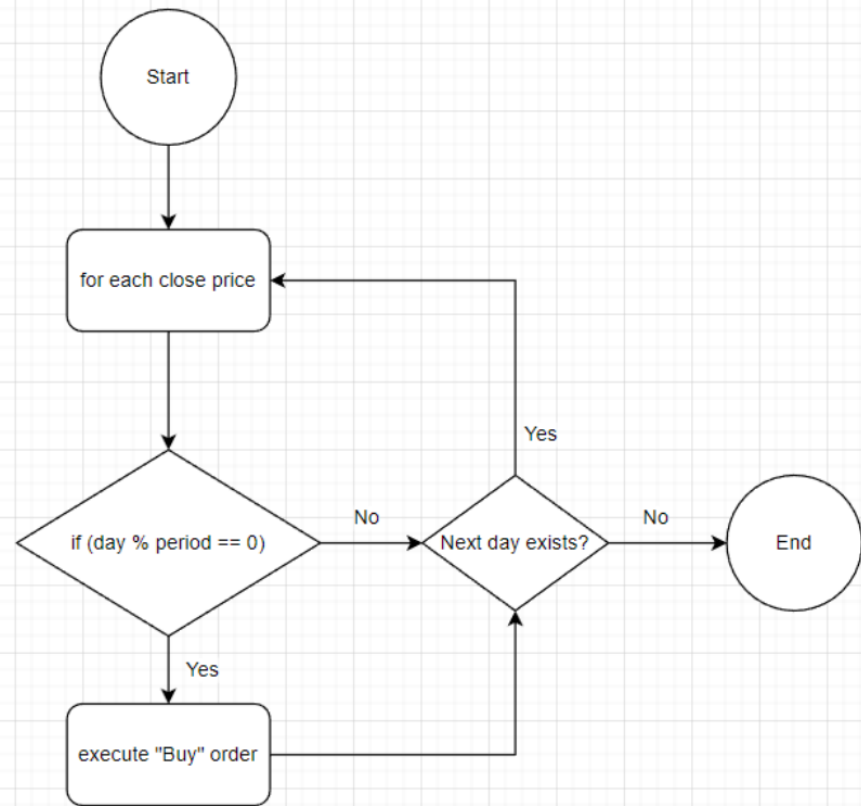 Start
for each close price
Yes
if (day % period == 0)
No
Next day exists?
No
End
Yes
execute "Buy" order